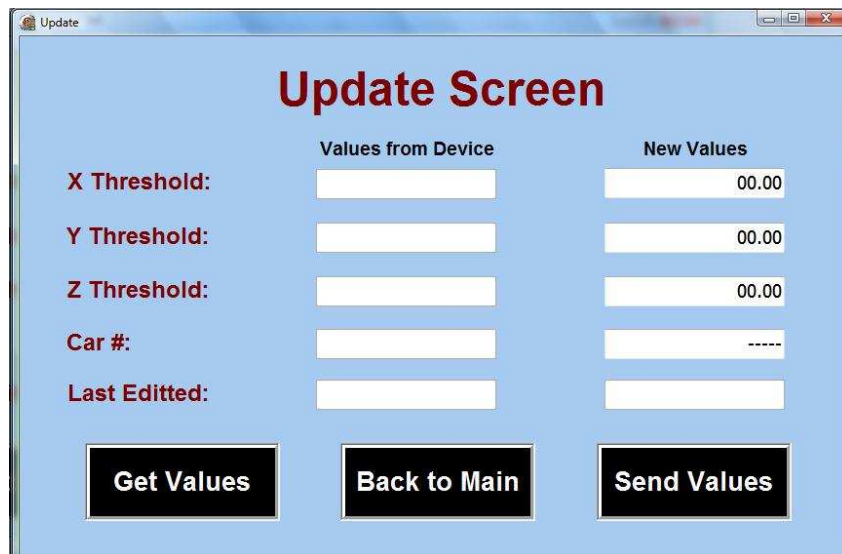 Update
Update Screen
Values from Device New Values
X Threshold: 00.00
Y Threshold: 00.00
Z Threshold: 00.00
Car #: -----
Last Editted:
Get Values Back to Main Send Values